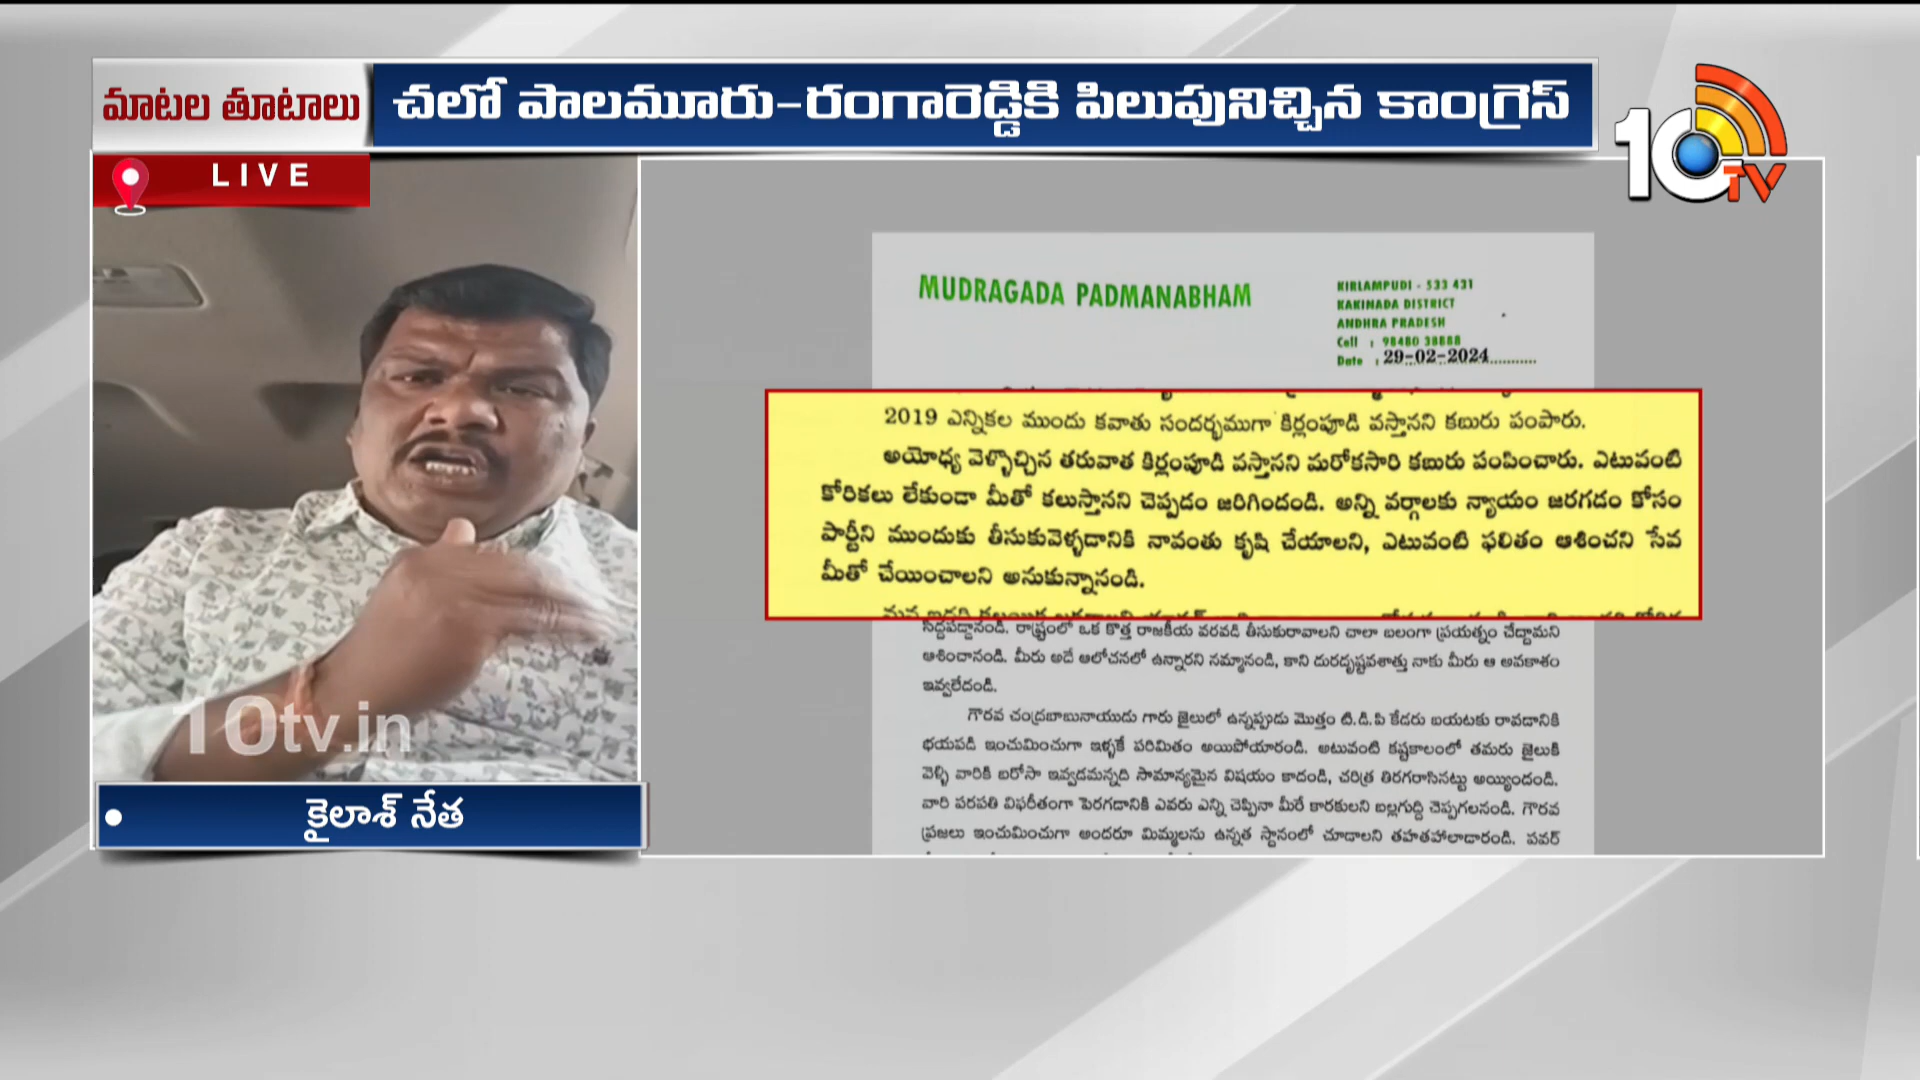 మాటల తూటాలు
చలో పాలమూరు-రంగారెడ్డికి పిలుపునిచ్చిన కాంగ్రెస్
10TV
LIVE
MUDRAGADA PADMANABHAM
KIRLAMPUDI - 533 431
KAKINADA DISTRICT
ANDHRA PRADESH
Cell : 98480 38888
Date : 29-02-2024
2019 ఎన్నికల ముందు కవాతు సందర్భముగా కిర్లంపూడి వస్తానని కబురు పంపారు.
అయోధ్య వెళ్ళొచ్చిన తరువాత కిర్లంపూడి వస్తాసని మరోకసారి కబురు పంపించారు. ఎటువంటి
కోరికలు లేకుండా మీతో కలుస్తానని చెప్పడం జరిగిందండి. అన్ని వర్గాలకు న్యాయం జరగడం కోసం
పార్టీని ముందుకు తీసుకువెళ్ళడానికి నావంతు కృషి చేయాలని, ఎటువంటి ఫలితం ఆశించని సేవ
మీతో చేయించాలని అనుకున్నానండి.
సిద్దపడ్డానండి. రాష్ట్రంలో ఒక కొత్త రాజకీయ వరవడి తీసుకురావాలని చాలా బలంగా ప్రయత్నం చేద్దామని
ఆశించానండి. మీరు అదే ఆలోచనలో ఉన్నారని నమ్మానండి, కాని దురదృష్టవశాత్తు నాకు మీరు ఆ అవకాశం
ఇవ్వలేదండి.
గౌరవ చంద్రబాబునాయుడు గారు జైలులో ఉన్నప్పుడు మొత్తం టి.డి.పి కేడరు బయటకు రావడానికి
భయపడి ఇంచుమించుగా ఇళ్ళకే పరిమితం అయిపోయారండి. అటువంటి కష్టకాలంలో తమరు జైలుకి
వెళ్ళి వారికి బరోసా ఇవ్వడమన్నది సామాన్యమైన విషయం కాదండి, చరిత్ర తిరగరాసినట్టు అయ్యిందండి.
వారి పరపతి విఫరీతంగా పెరగడానికి ఎవరు ఎన్ని చెప్పినా మీరే కారకులని బల్లగుద్ది చెప్పగలనండి. గౌరవ
ప్రజలు ఇంచుమించుగా అందరూ మిమ్మలను ఉన్నత స్థానంలో చూడాలని తహతహాలాడారండి. పవర్
10tv.in
కైలాశ్ నేత